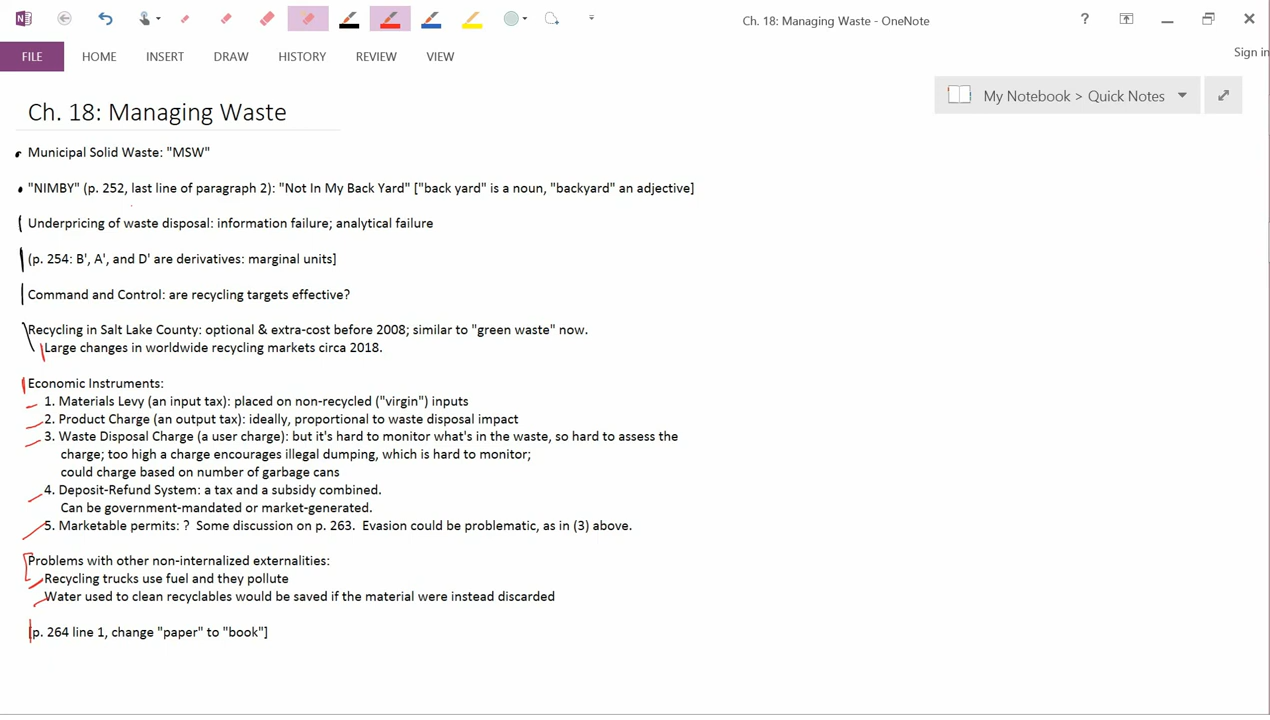 Ch. 18: Managing Waste - OneNote
?
FILE HOME INSERT DRAW HISTORY REVIEW VIEW
Sign in
My Notebook > Quick Notes
Ch. 18: Managing Waste
Municipal Solid Waste: "MSW"
"NIMBY" (p. 252, last line of paragraph 2): "Not In My Back Yard" ["back yard" is a noun, "backyard" an adjective]
Underpricing of waste disposal: information failure; analytical failure
(p. 254: B', A', and D' are derivatives: marginal units]
Command and Control: are recycling targets effective?
Recycling in Salt Lake County: optional & extra-cost before 2008; similar to "green waste" now.
Large changes in worldwide recycling markets circa 2018.
Economic Instruments:
1. Materials Levy (an input tax): placed on non-recycled ("virgin") inputs
2. Product Charge (an output tax): ideally, proportional to waste disposal impact
3. Waste Disposal Charge (a user charge): but it's hard to monitor what's in the waste, so hard to assess the
charge; too high a charge encourages illegal dumping, which is hard to monitor;
could charge based on number of garbage cans
4. Deposit-Refund System: a tax and a subsidy combined.
Can be government-mandated or market-generated.
5. Marketable permits: ? Some discussion on p. 263. Evasion could be problematic, as in (3) above.
Problems with other non-internalized externalities:
Recycling trucks use fuel and they pollute
Water used to clean recyclables would be saved if the material were instead discarded
[p. 264 line 1, change "paper" to "book"]